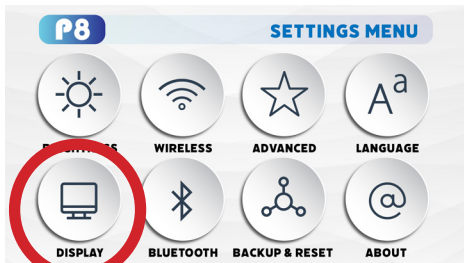 P8 SETTINGS MENU
WIRELESS ADVANCED LANGUAGE
DISPLAY BLUETOOTH BACKUP & RESET ABOUT